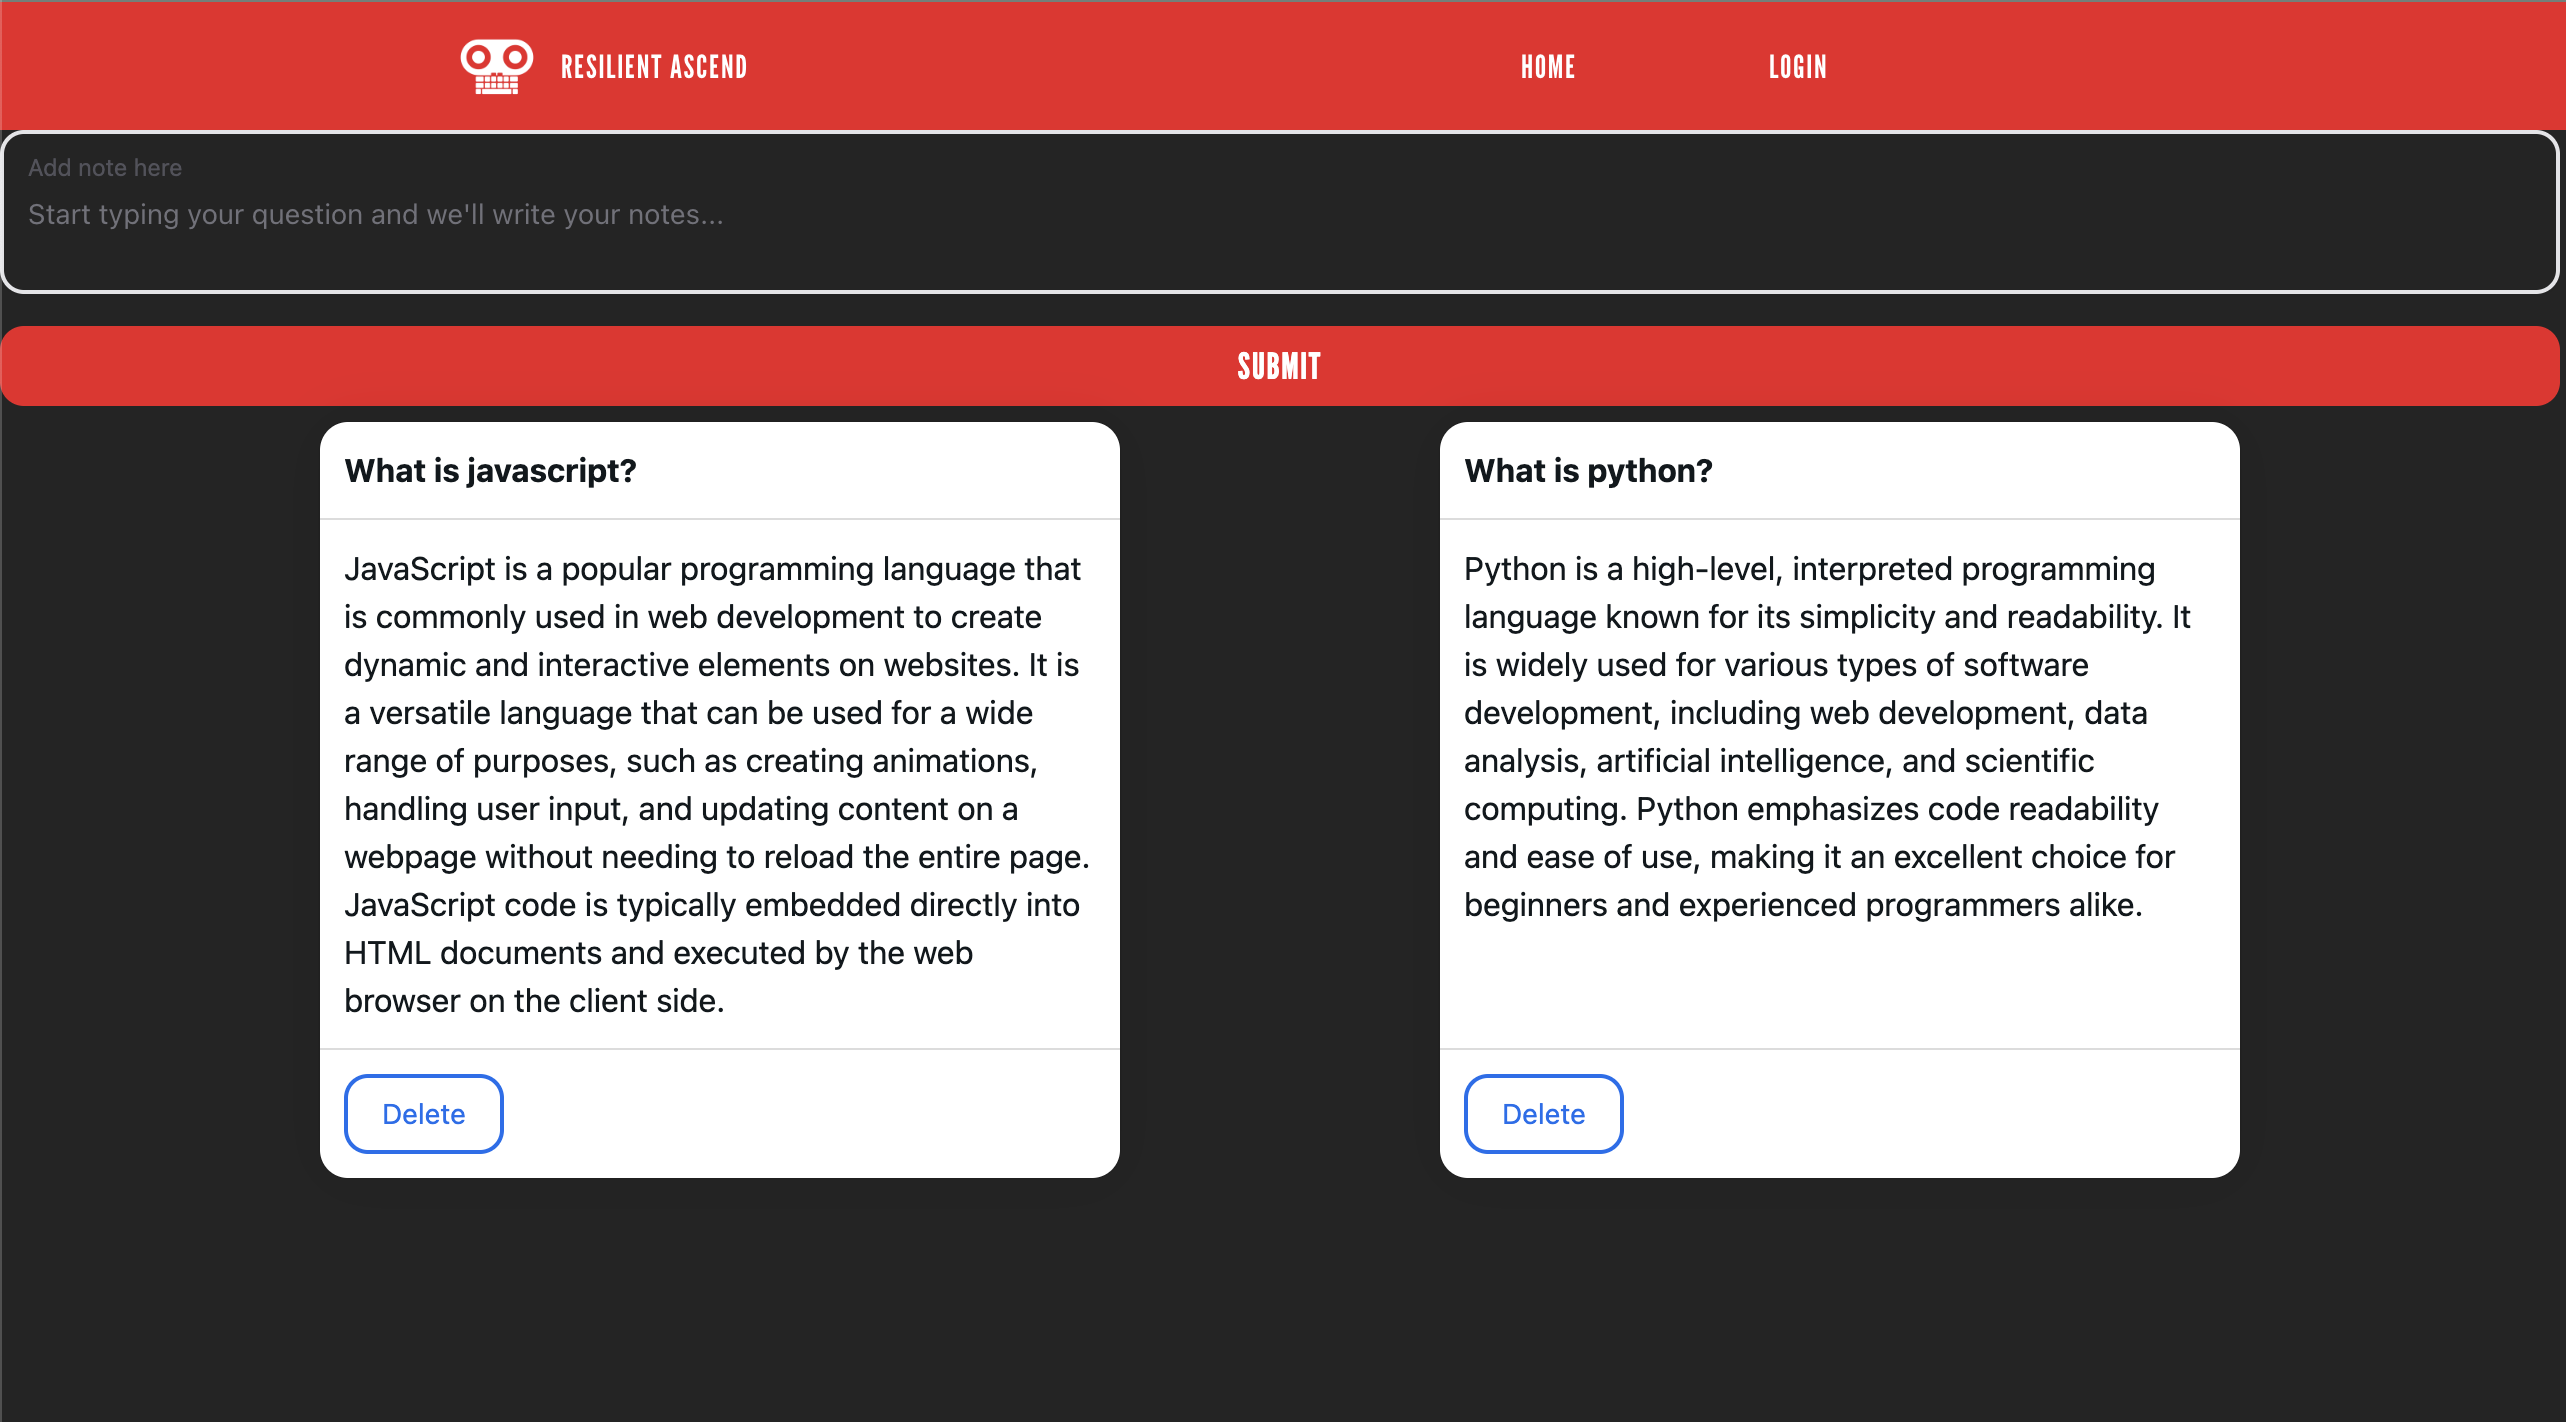 RESILIENT ASCEND
HOME
LOGIN
Add note here
Start typing your question and we'll write your notes...
SUBMIT
What is javascript?
JavaScript is a popular programming language that
is commonly used in web development to create
dynamic and interactive elements on websites. It is
a versatile language that can be used for a wide
range of purposes, such as creating animations,
handling user input, and updating content on a
webpage without needing to reload the entire page.
JavaScript code is typically embedded directly into
HTML documents and executed by the web
browser on the client side.
Delete
What is python?
Python is a high-level, interpreted programming
language known for its simplicity and readability. It
is widely used for various types of software
development, including web development, data
analysis, artificial intelligence, and scientific
computing. Python emphasizes code readability
and ease of use, making it an excellent choice for
beginners and experienced programmers alike.
Delete